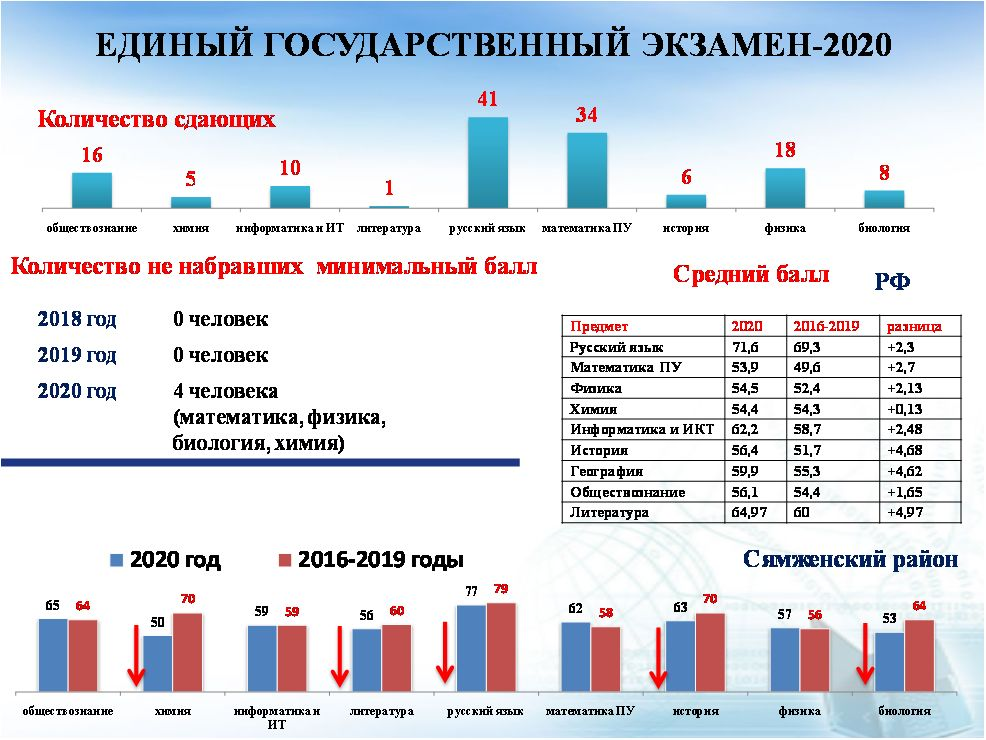 ЕДИНЫЙ ГОСУДАРСТВЕННЫЙ ЭКЗАМЕН-2020
Количество сдающих
16 5 10 1 41 34 6 18 8
обществознание химия информатика и ИТ литература русский язык математика ПУ история физика биология
Количество не набравших минимальный балл
2018 год 0 человек
2019 год 0 человек
2020 год 4 человека
(математика, физика,
биология, химия)
Средний балл РФ
Предмет 2020 2016-2019 разница
Русский язык 71,6 69,3 +2,3
Математика ПУ 53,9 49,6 +2,7
Физика 54,5 52,4 +2,13
Химия 54,4 54,3 +0,13
Информатика и ИКТ 62,2 58,7 +2,48
История 56,4 51,7 +4,68
География 59,9 55,3 +4,62
Обществознание 56,1 54,4 +1,65
Литература 64,97 60 +4,97
2020 год 2016-2019 годы
Сямженский район
65 64 50 70 59 59 56 60 77 79 62 58 63 70 57 56 53 64
обществознание химия информатика и литература русский язык математика ПУ история физика биология
ИТ